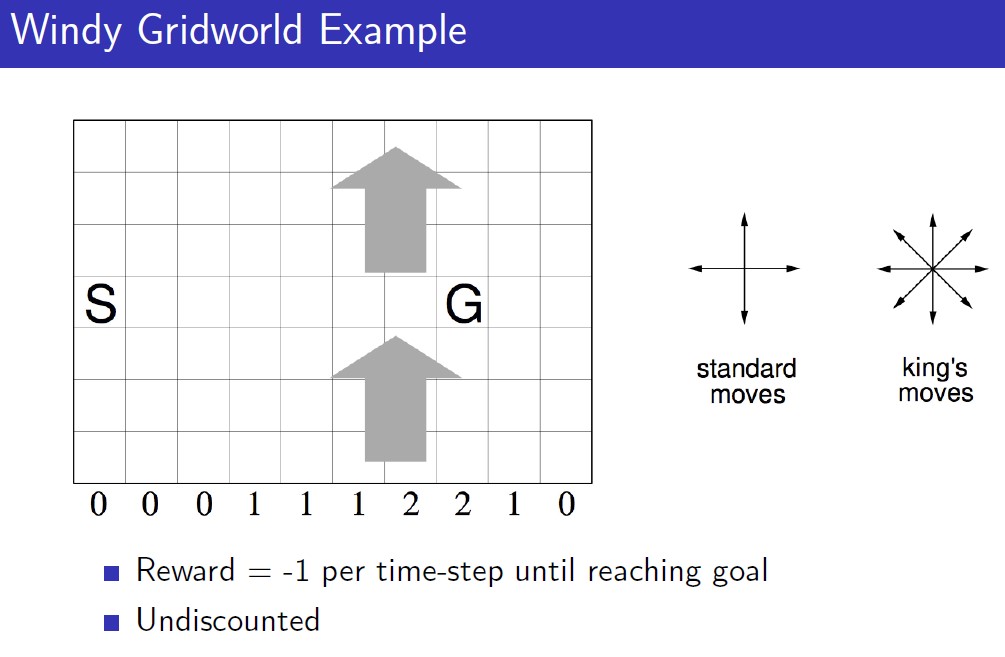 Windy Gridworld Example
S
G
standard
moves
king's
moves
0 0 0 1 1 1 2 2 1 0
Reward = -1 per time-step until reaching goal
Undiscounted